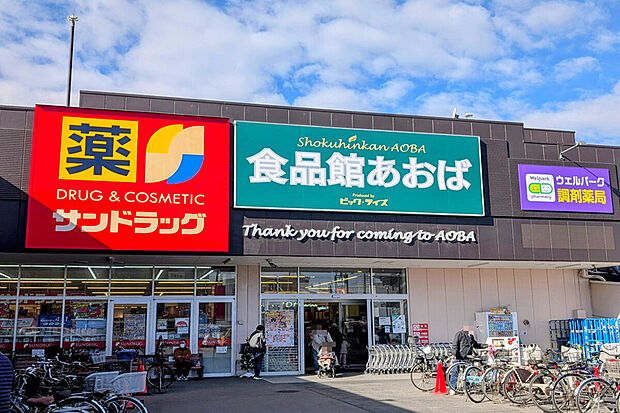 薬
DRUG & COSMETIC
サンドラッグ
Shokuhinkan AOBA
食品館あおば
Produced by
ビッグ・ライズ
Thank you for coming to AOBA
Welpark
pharmacy
ウェルパーク
調剤薬局